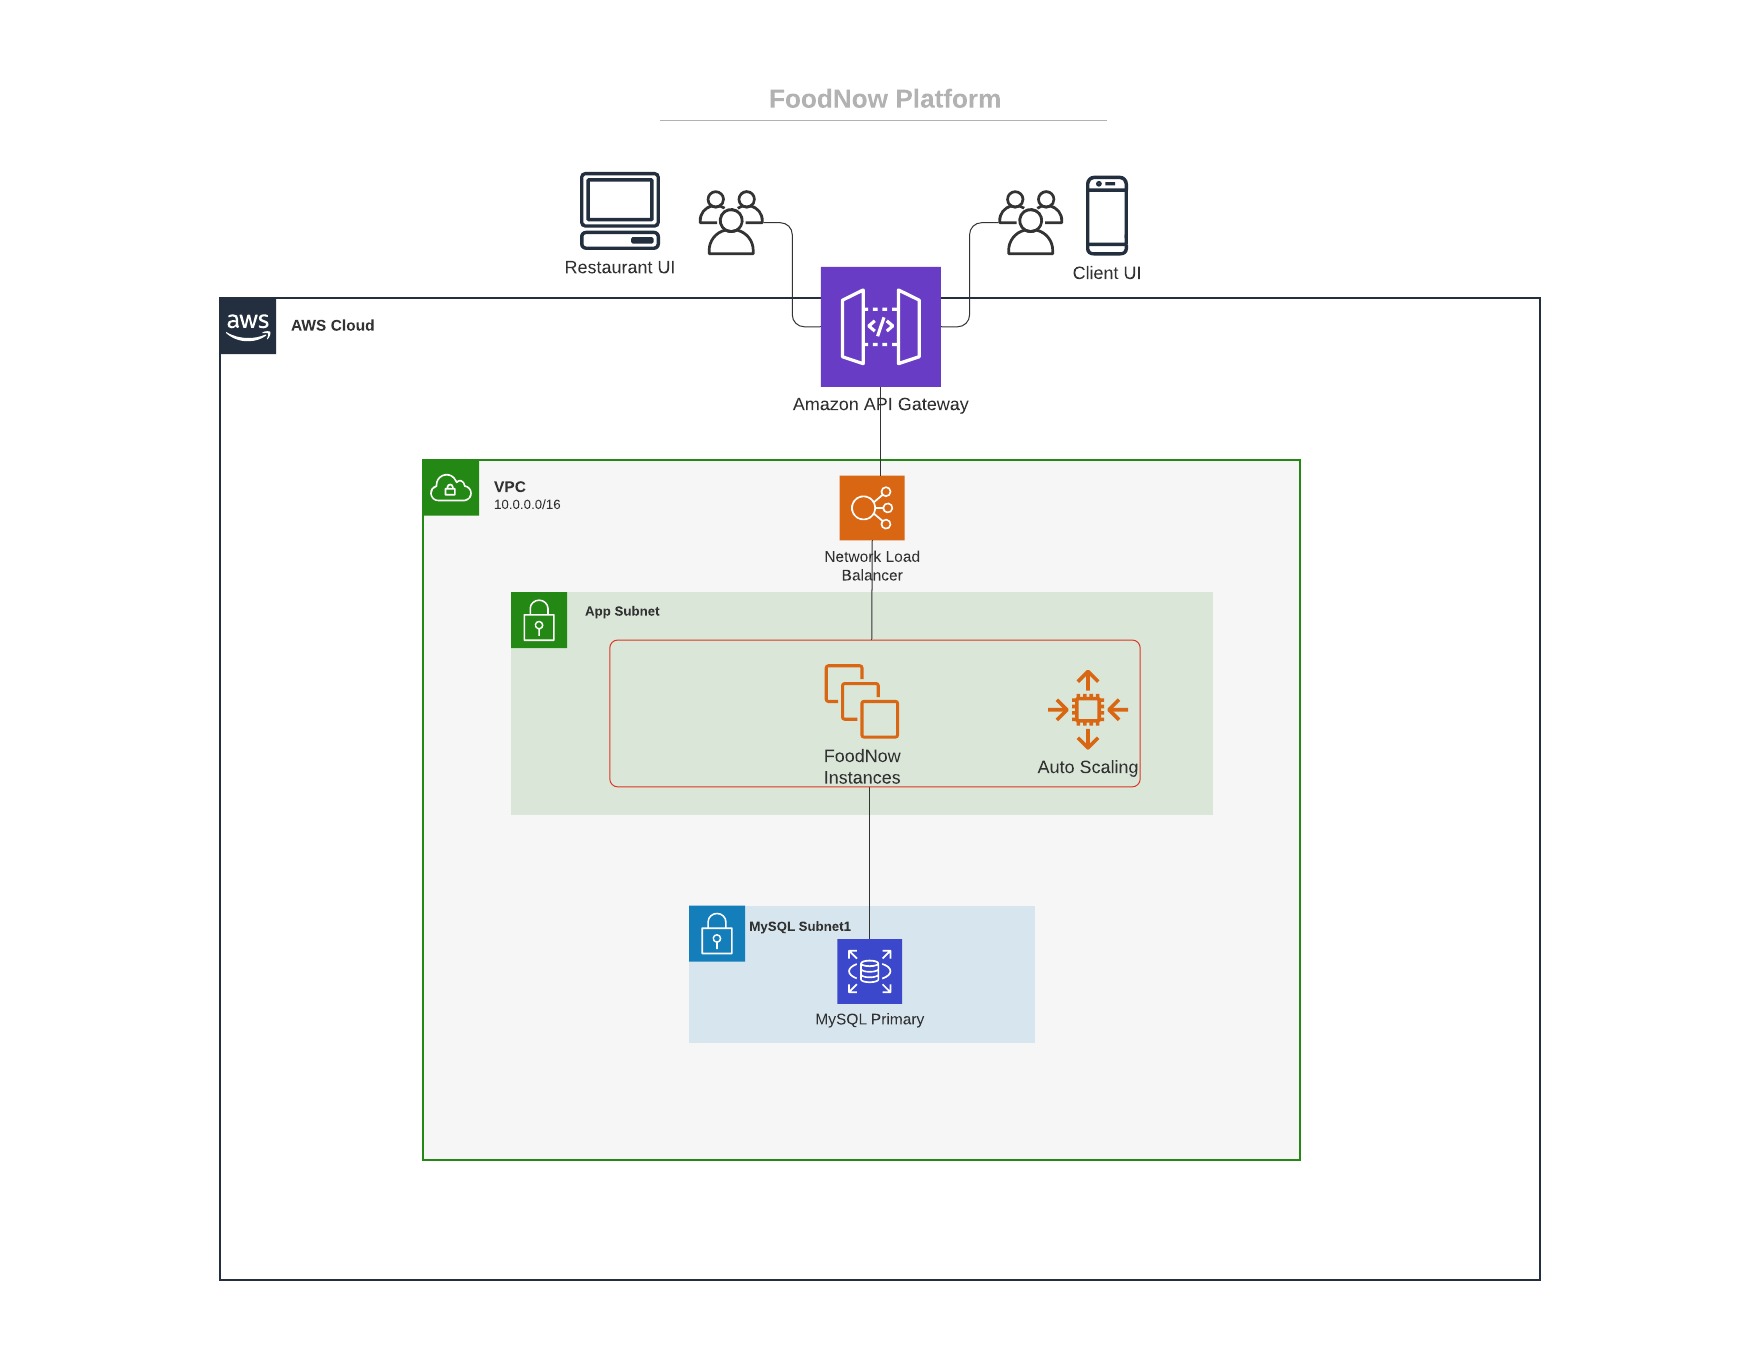 FoodNow Platform
Restaurant UI
Client UI
aws
AWS Cloud
Amazon API Gateway
VPC
10.0.0.0/16
Network Load
Balancer
App Subnet
FoodNow
Instances
Auto Scaling
MySQL Subnet1
MySQL Primary